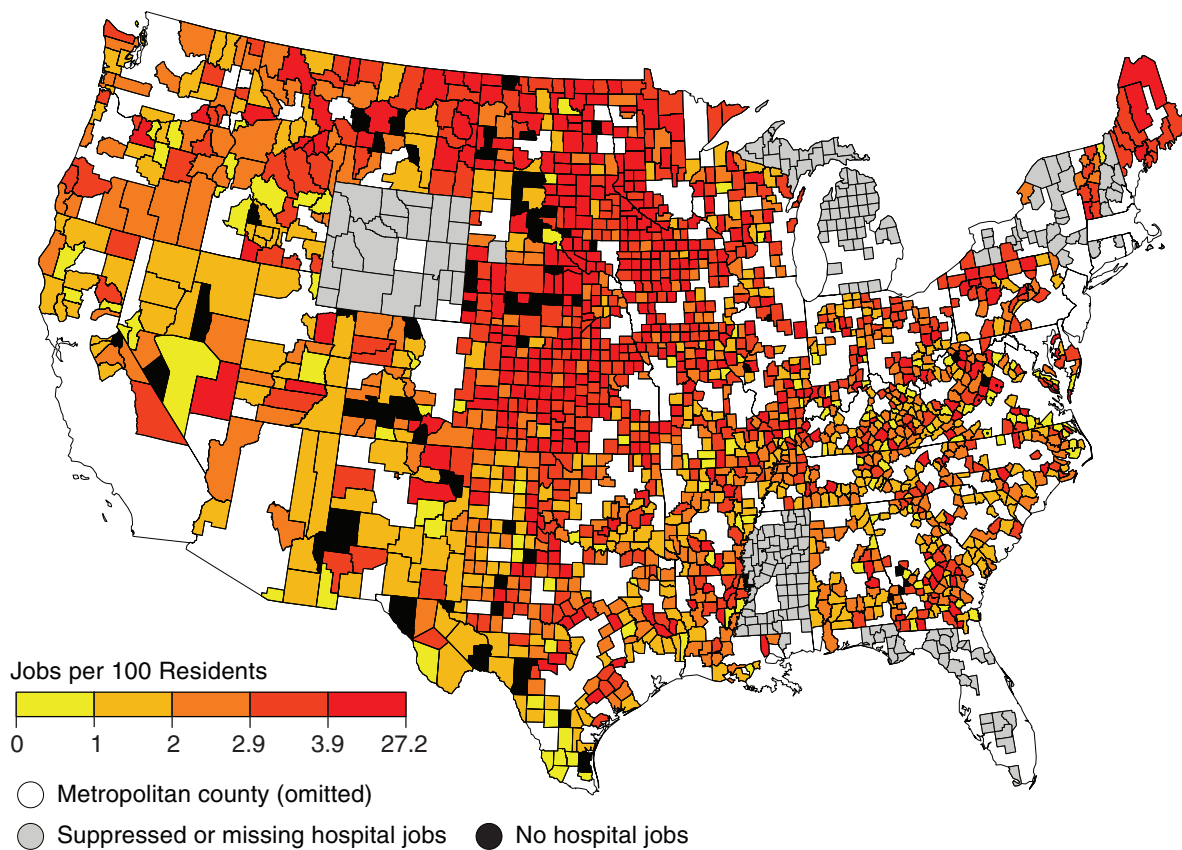 Jobs per 100 Residents
0 1 2 2.9 3.9 27.2
Metropolitan county (omitted)
Suppressed or missing hospital jobs No hospital jobs